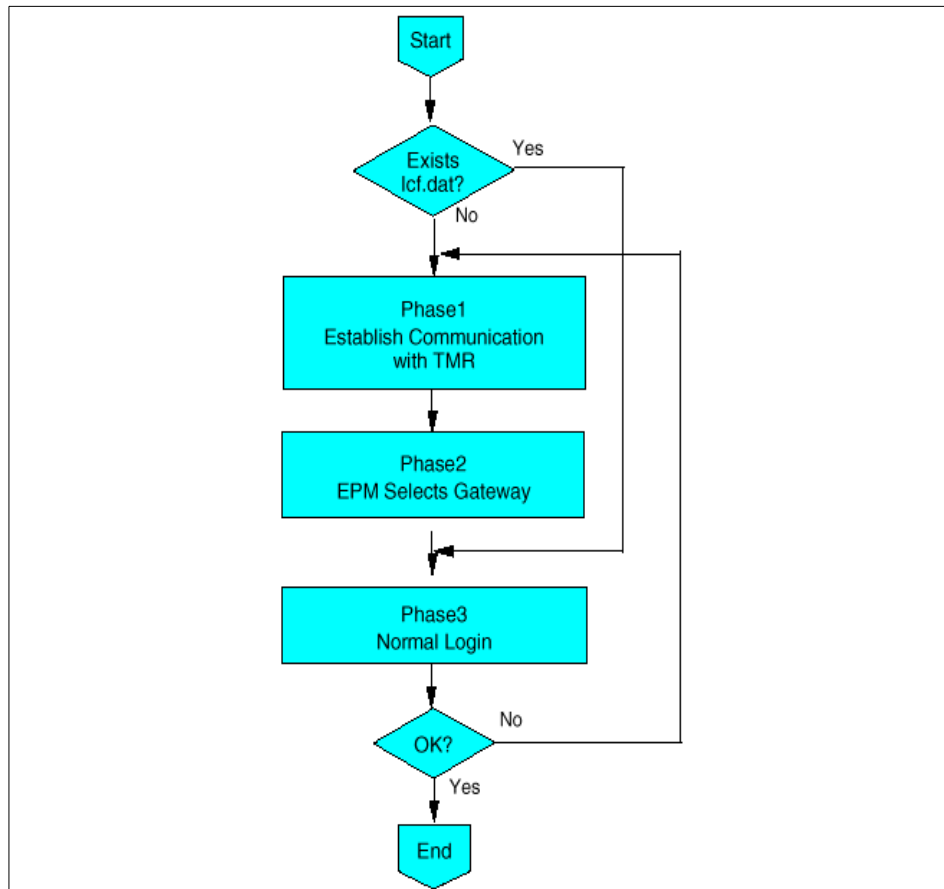 Start
Exists
lcf.dat?
Yes
No
Phase1
Establish Communication
with TMR
Phase2
EPM Selects Gateway
Phase3
Normal Login
OK?
No
Yes
End